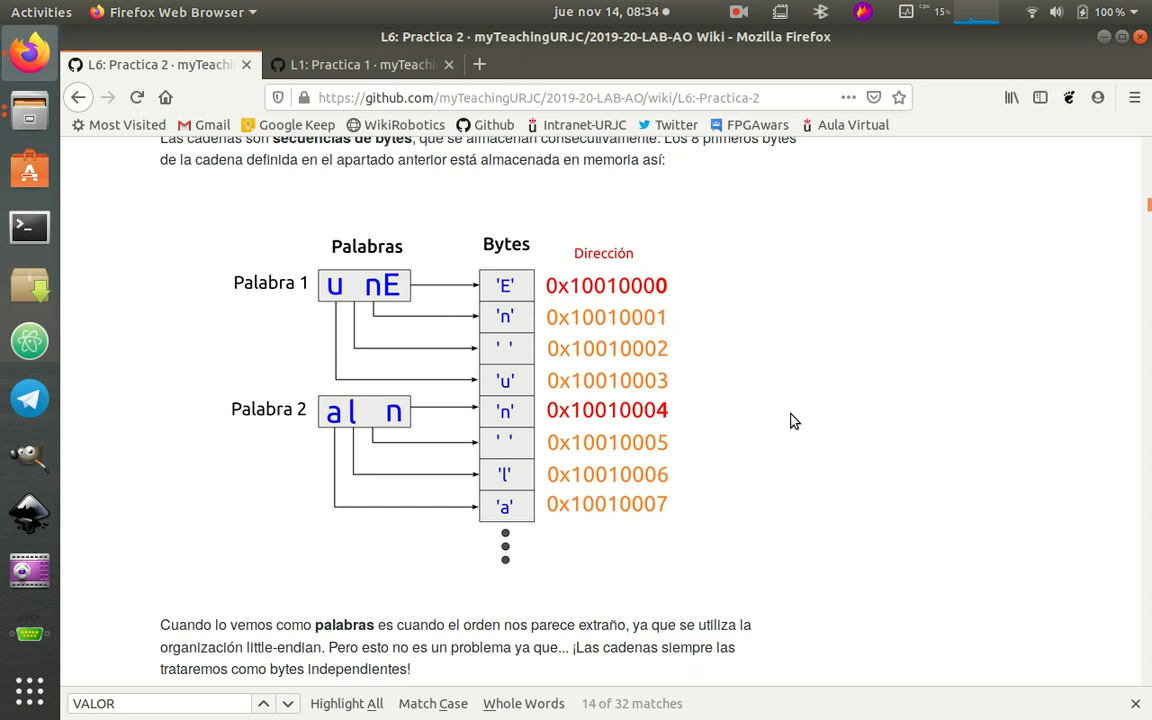 Activities
Firefox Web Browser
jue nov 14, 08:34
cpu 15%
100 %
L6: Practica 2 · myTeachingURJC/2019-20-LAB-AO Wiki - Mozilla Firefox
L6: Practica 2 · myTeachi
L1: Practica 1 · myTeachi
https://github.com/myTeachingURJC/2019-20-LAB-AO/wiki/L6:-Practica-2
Most Visited
Gmail
Google Keep
WikiRobotics
Github
Intranet-URJC
Twitter
FPGAwars
Aula Virtual
Las cadenas son secuencias de bytes, que se almacenan consecutivamente. Los 8 primeros bytes
de la cadena definida en el apartado anterior está almacenada en memoria así:
Palabras
Bytes
Dirección
Palabra 1 u nE 'E' 0x10010000
'n' 0x10010001
' ' 0x10010002
'u' 0x10010003
Palabra 2 al n 'n' 0x10010004
' ' 0x10010005
'l' 0x10010006
'a' 0x10010007
Cuando lo vemos como palabras es cuando el orden nos parece extraño, ya que se utiliza la
organización little-endian. Pero esto no es un problema ya que... ¡Las cadenas siempre las
trataremos como bytes independientes!
VALOR
Highlight All
Match Case
Whole Words
14 of 32 matches